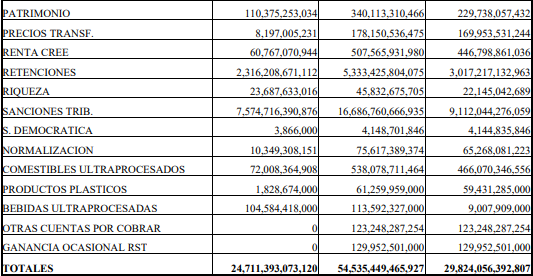 PATRIMONIO 110,375,253,034 340,113,310,466 229,738,057,432
PRECIOS TRANSF. 8,197,005,231 178,150,536,475 169,953,531,244
RENTA CREE 60,767,070,944 507,565,931,980 446,798,861,036
RETENCIONES 2,316,208,671,112 5,333,425,804,075 3,017,217,132,963
RIQUEZA 23,687,633,016 45,832,675,705 22,145,042,689
SANCIONES TRIB. 7,574,716,390,876 16,686,760,666,935 9,112,044,276,059
S. DEMOCRATICA 3,866,000 4,148,701,846 4,144,835,846
NORMALIZACION 10,349,308,151 75,617,389,374 65,268,081,223
COMESTIBLES ULTRAPROCESADOS 72,008,364,908 538,078,711,464 466,070,346,556
PRODUCTOS PLASTICOS 1,828,674,000 61,259,959,000 59,431,285,000
BEBIDAS ULTRAPROCESADAS 104,584,418,000 113,592,327,000 9,007,909,000
OTRAS CUENTAS POR COBRAR 0 123,248,287,254 123,248,287,254
GANANCIA OCASIONAL RST 0 129,952,501,000 129,952,501,000
TOTALES 24,711,393,073,120 54,535,449,465,927 29,824,056,392,807